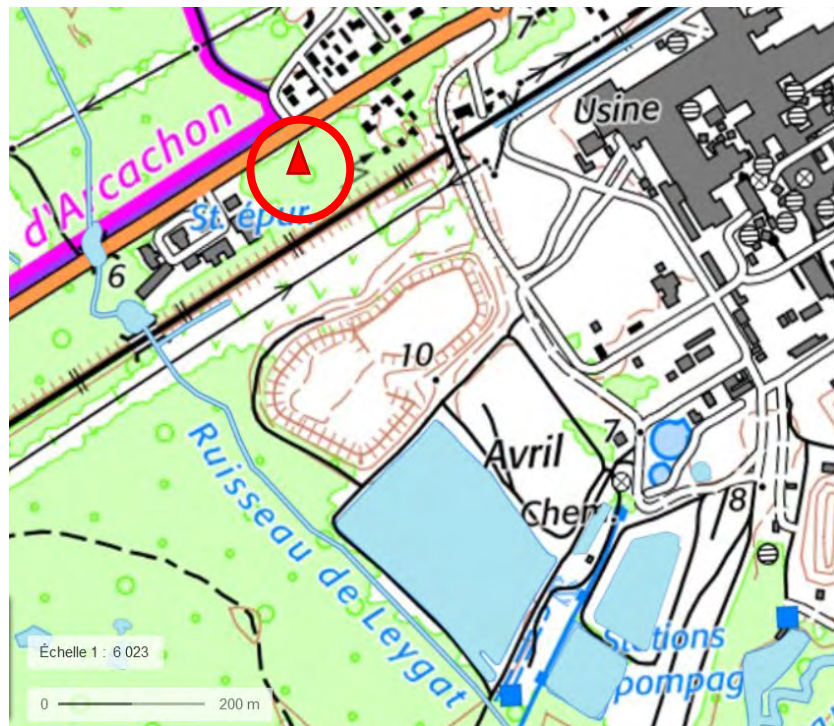 7
Usine
d'Arcachon
St. épur.
6
10
7
Avril
Chem.
8
Ruisseau de Leygat
Stations
pompag
Échelle 1 : 6 023
0
200 m